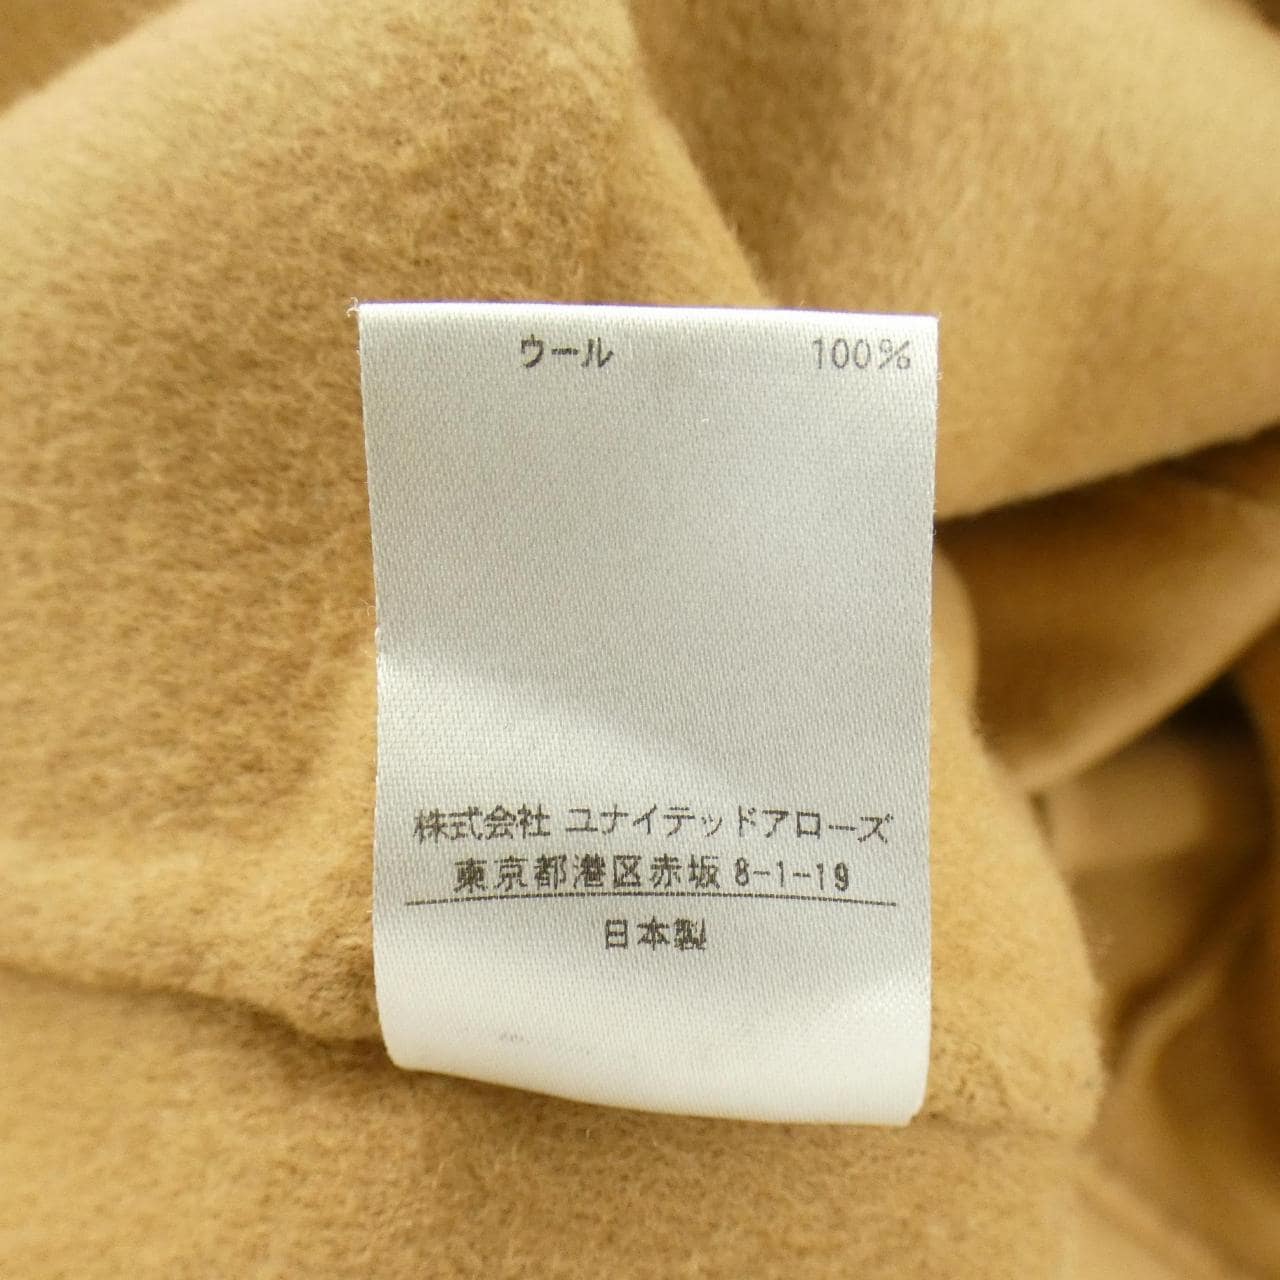 ウール 100%
株式会社 ユナイテッドアローズ
東京都港区赤坂 8-1-19
日本製